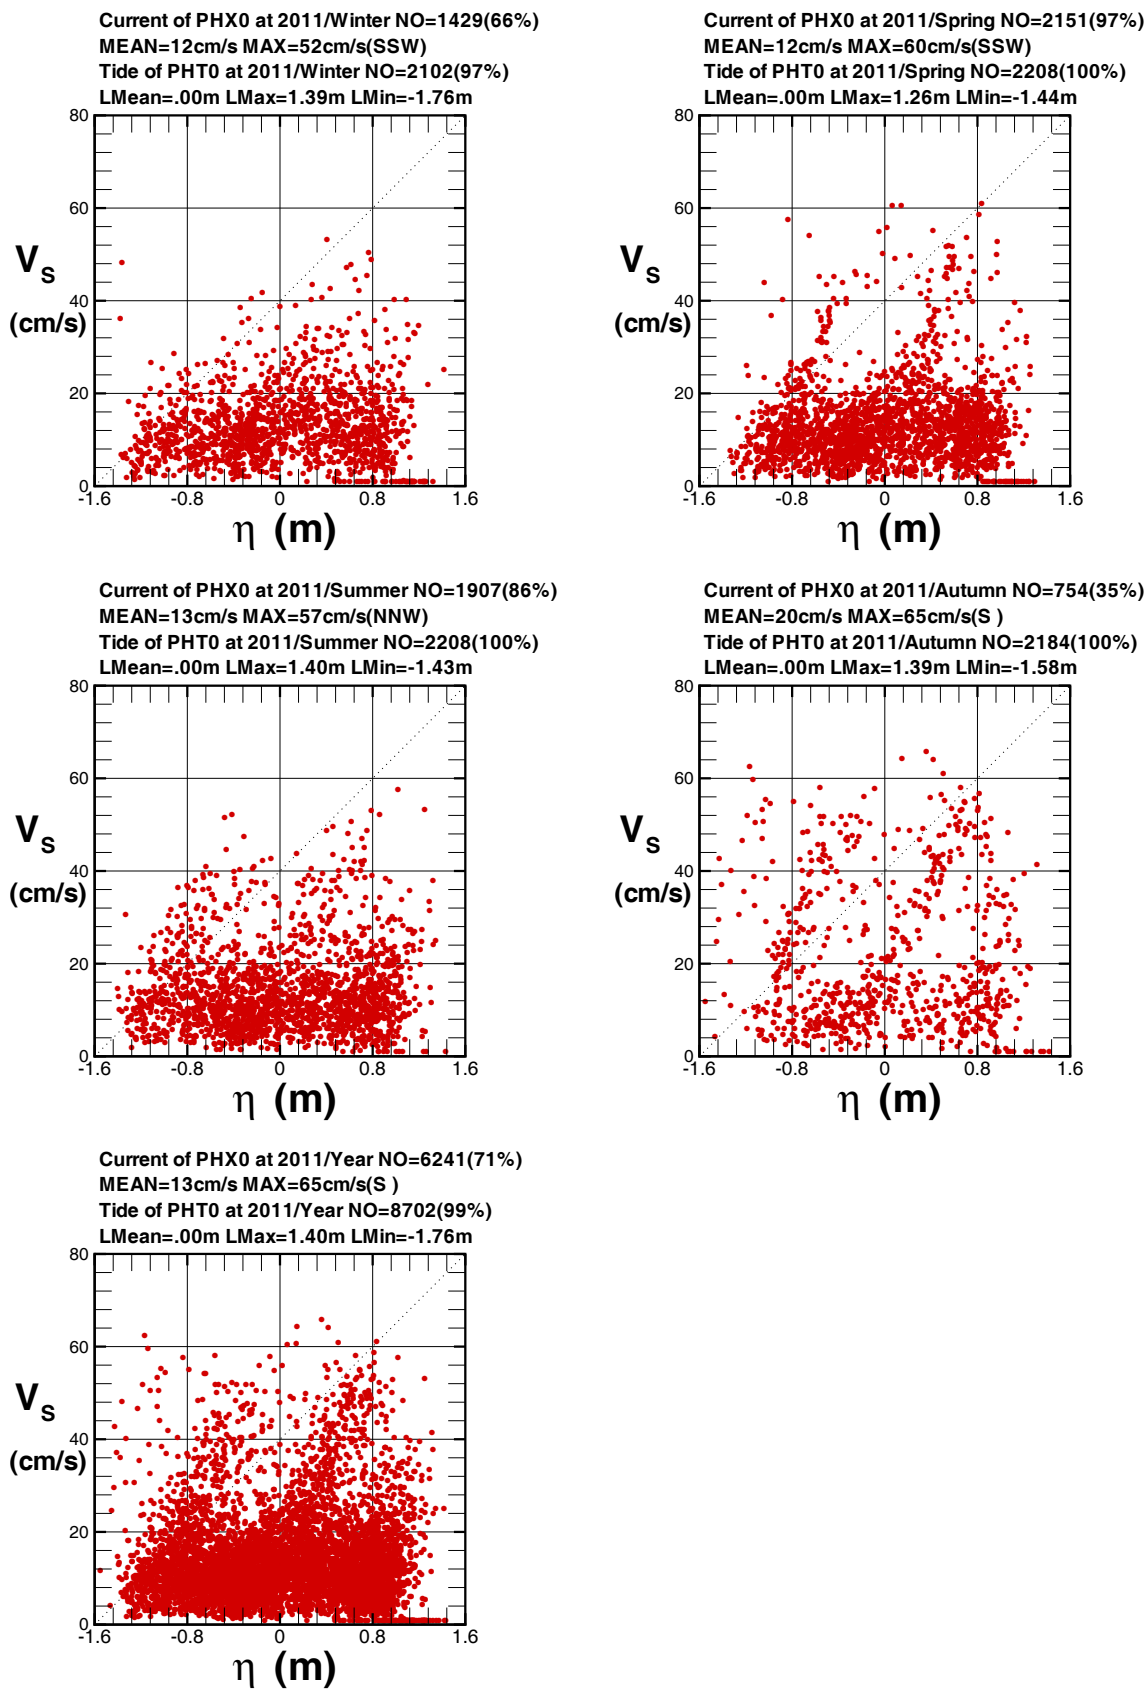 Current of PHX0 at 2011/Winter NO=1429(66%)
MEAN=12cm/s MAX=52cm/s(SSW)
Tide of PHT0 at 2011/Winter NO=2102(97%)
LMean=.00m LMax=1.39m LMin=-1.76m
80
60
40
20
0
VS
(cm/s)
-1.6 -0.8 0 0.8 1.6
η (m)
Current of PHX0 at 2011/Spring NO=2151(97%)
MEAN=12cm/s MAX=60cm/s(SSW)
Tide of PHT0 at 2011/Spring NO=2208(100%)
LMean=.00m LMax=1.26m LMin=-1.44m
80
60
40
20
0
VS
(cm/s)
-1.6 -0.8 0 0.8 1.6
η (m)
Current of PHX0 at 2011/Summer NO=1907(86%)
MEAN=13cm/s MAX=57cm/s(NNW)
Tide of PHT0 at 2011/Summer NO=2208(100%)
LMean=.00m LMax=1.40m LMin=-1.43m
80
60
40
20
0
VS
(cm/s)
-1.6 -0.8 0 0.8 1.6
η (m)
Current of PHX0 at 2011/Autumn NO=754(35%)
MEAN=20cm/s MAX=65cm/s(S )
Tide of PHT0 at 2011/Autumn NO=2184(100%)
LMean=.00m LMax=1.39m LMin=-1.58m
80
60
40
20
0
VS
(cm/s)
-1.6 -0.8 0 0.8 1.6
η (m)
Current of PHX0 at 2011/Year NO=6241(71%)
MEAN=13cm/s MAX=65cm/s(S )
Tide of PHT0 at 2011/Year NO=8702(99%)
LMean=.00m LMax=1.40m LMin=-1.76m
80
60
40
20
0
VS
(cm/s)
-1.6 -0.8 0 0.8 1.6
η (m)